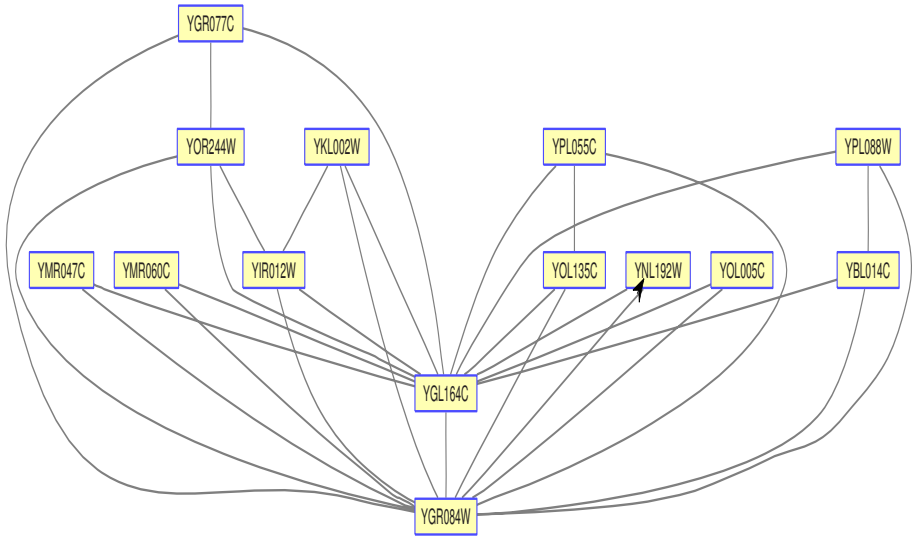 YGR077C
YOR244W
YKL002W
YPL055C
YPL088W
YMR047C
YMR060C
YIR012W
YOL135C
YNL192W
YOL005C
YBL014C
YGL164C
YGR084W